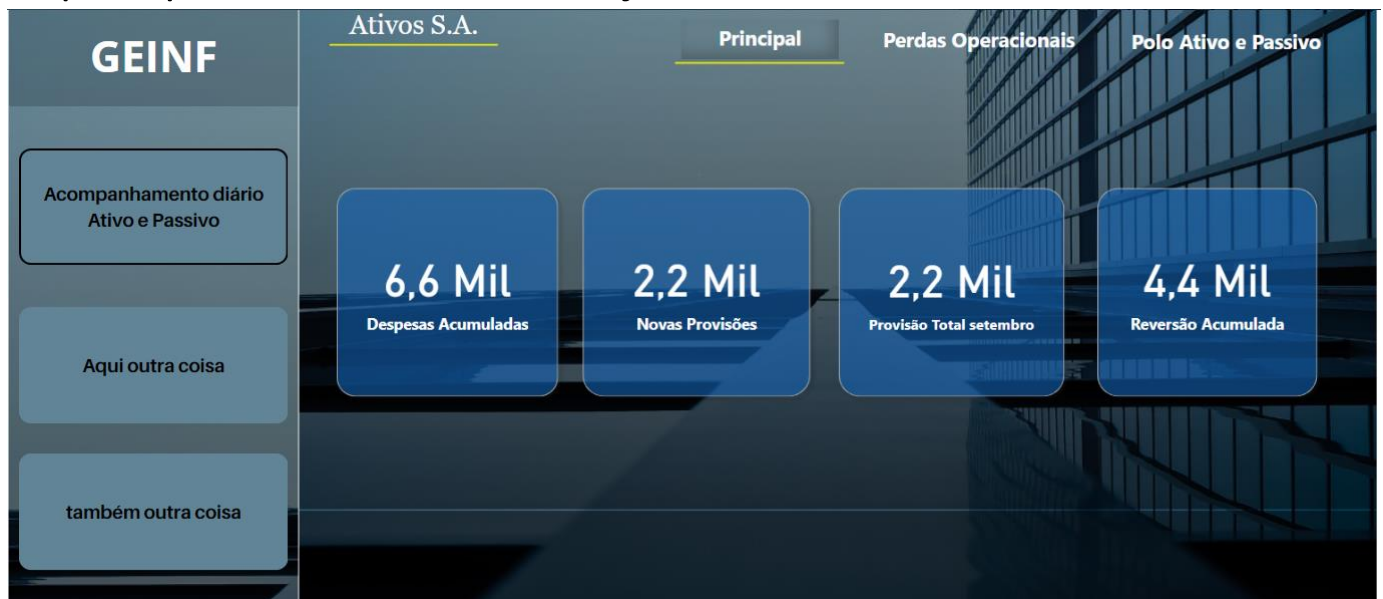 GEINF
Ativos S.A.
Principal
Perdas Operacionais
Polo Ativo e Passivo
Acompanhamento diário
Ativo e Passivo
Aqui outra coisa
também outra coisa
6,6 Mil
Despesas Acumuladas
2,2 Mil
Novas Provisões
2,2 Mil
Provisão Total setembro
4,4 Mil
Reversão Acumulada